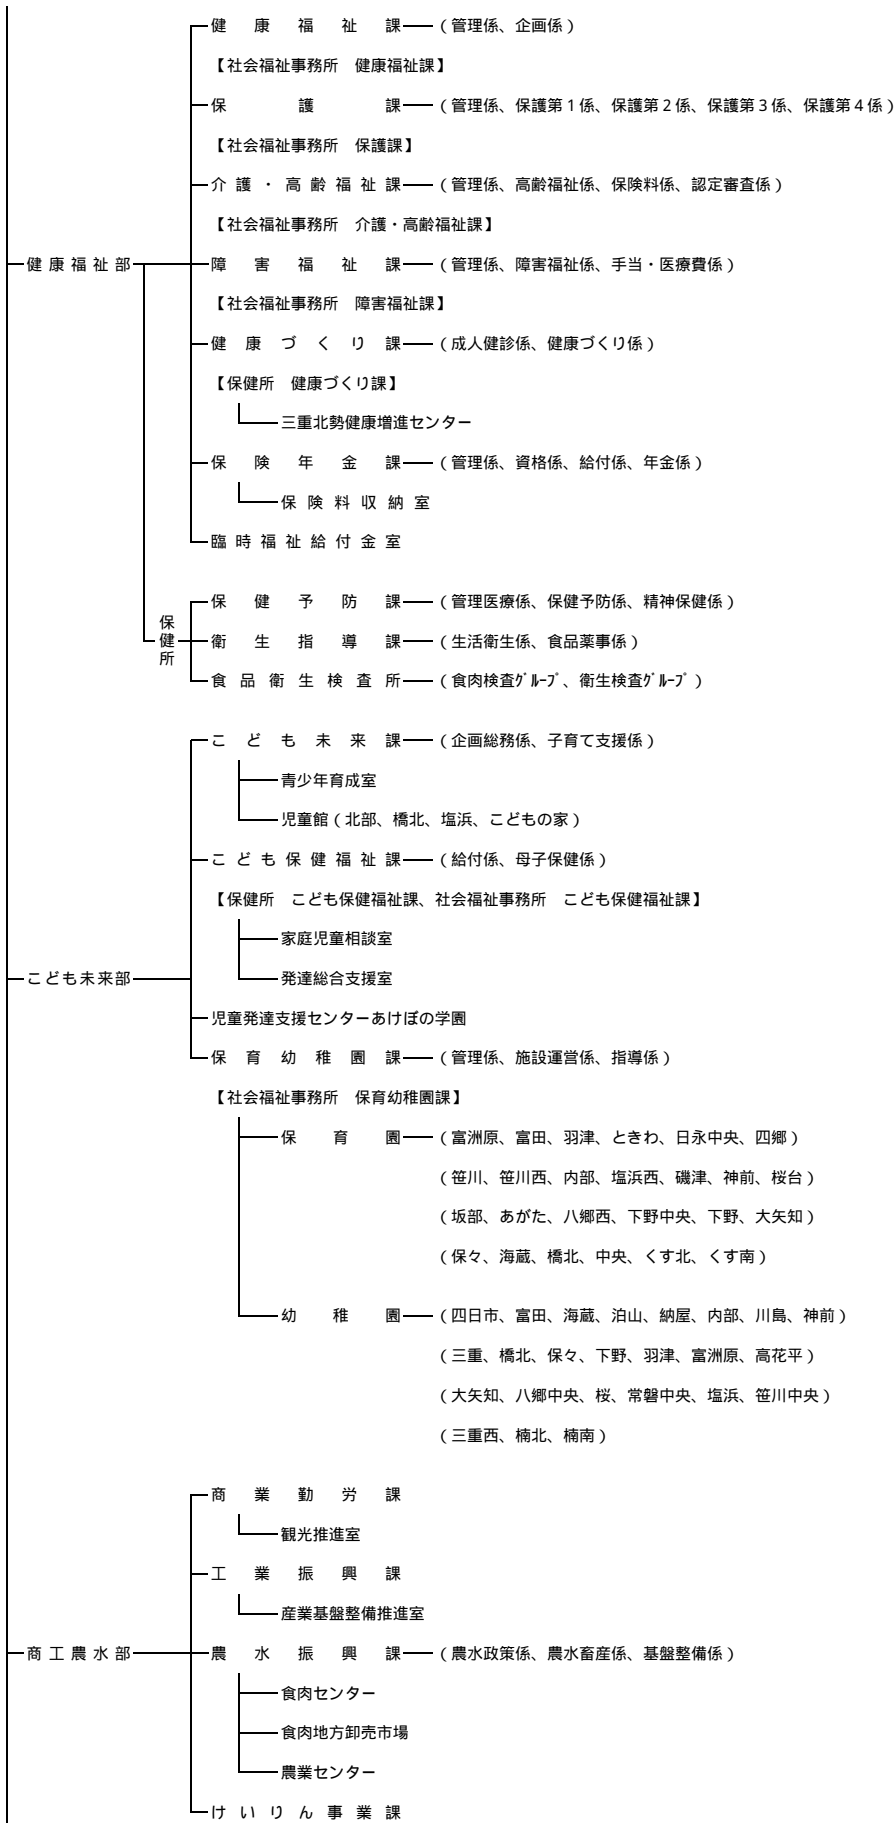 健康福祉課（管理係、企画係）
【社会福祉事務所　健康福祉課】
保護課（管理係、保護第１係、保護第２係、保護第３係、保護第４係）
【社会福祉事務所　保護課】
介護・高齢福祉課（管理係、高齢福祉係、保険料係、認定審査係）
【社会福祉事務所　介護・高齢福祉課】
健康福祉部　障害福祉課（管理係、障害福祉係、手当・医療費係）
【社会福祉事務所　障害福祉課】
健康づくり課（成人健診係、健康づくり係）
【保健所　健康づくり課】
三重北勢健康増進センター
保険年金課（管理係、資格係、給付係、年金係）
保険料収納室
臨時福祉給付金室
保健予防課（管理医療係、保健予防係、精神保健係）
保健所　衛生指導課（生活衛生係、食品薬事係）
食品衛生検査所（食肉検査ｸﾞﾙｰﾌﾟ、衛生検査ｸﾞﾙｰﾌﾟ）
こども未来課（企画総務係、子育て支援係）
青少年育成室
児童館（北部、橋北、塩浜、こどもの家）
こども保健福祉課（給付係、母子保健係）
【保健所　こども保健福祉課、社会福祉事務所　こども保健福祉課】
家庭児童相談室
こども未来部　発達総合支援室
児童発達支援センターあけぼの学園
保育幼稚園課（管理係、施設運営係、指導係）
【社会福祉事務所　保育幼稚園課】
保育園（富洲原、富田、羽津、ときわ、日永中央、四郷）
（笹川、笹川西、内部、塩浜西、磯津、神前、桜台）
（坂部、あがた、八郷西、下野中央、下野、大矢知）
（保々、海蔵、橋北、中央、くす北、くす南）
幼稚園（四日市、富田、海蔵、泊山、納屋、内部、川島、神前）
（三重、橋北、保々、下野、羽津、富洲原、高花平）
（大矢知、八郷中央、桜、常磐中央、塩浜、笹川中央）
（三重西、楠北、楠南）
商業勤労課
観光推進室
工業振興課
産業基盤整備推進室
商工農水部　農水振興課（農水政策係、農水畜産係、基盤整備係）
食肉センター
食肉地方卸売市場
農業センター
けいりん事業課